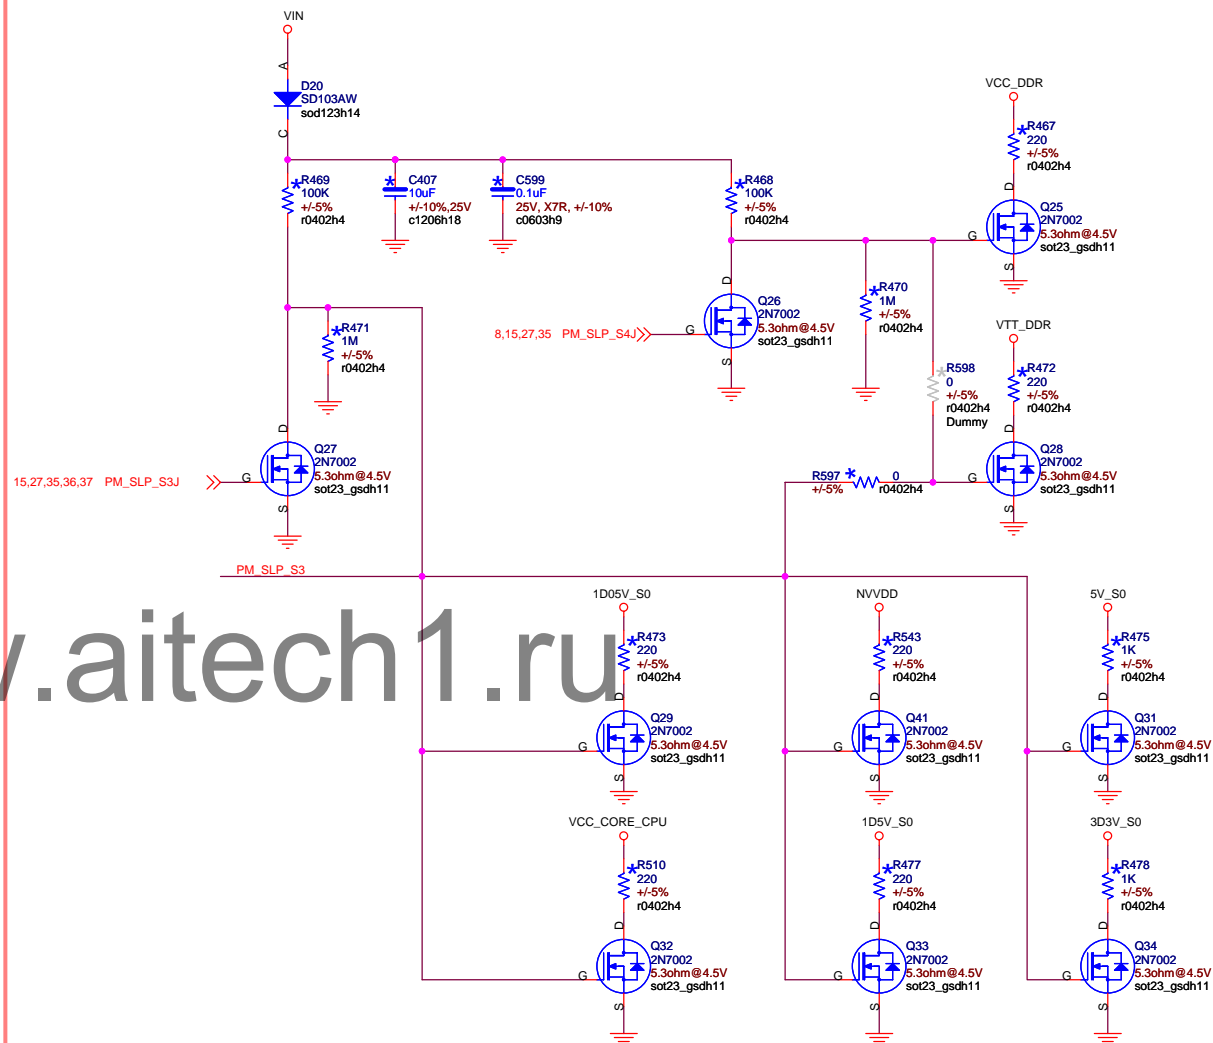 VIN
A
D20
SD103AW
sod123h14
C
VCC_DDR
R467
220
+/-5%
r0402h4
R469
100K
+/-5%
r0402h4
C407
10uF
+/-10%,25V
c1206h18
C599
0.1uF
25V, X7R, +/-10%
c0603h9
R468
100K
+/-5%
r0402h4
D
Q25
2N7002
5.3ohm@4.5V
sot23_gsdh11
G
S
R471
1M
+/-5%
r0402h4
8,15,27,35 PM_SLP_S4J
D
Q26
2N7002
5.3ohm@4.5V
sot23_gsdh11
G
S
R470
1M
+/-5%
r0402h4
VTT_DDR
R598
0
+/-5%
r0402h4
Dummy
R472
220
+/-5%
r0402h4
15,27,35,36,37 PM_SLP_S3J
D
Q27
2N7002
5.3ohm@4.5V
sot23_gsdh11
G
S
R597
0
+/-5%
r0402h4
D
Q28
2N7002
5.3ohm@4.5V
sot23_gsdh11
G
S
PM_SLP_S3
.aitech1.ru
1D05V_S0
R473
220
+/-5%
r0402h4
D
Q29
2N7002
5.3ohm@4.5V
sot23_gsdh11
G
S
NVVDD
R543
220
+/-5%
r0402h4
D
Q41
2N7002
5.3ohm@4.5V
sot23_gsdh11
G
S
5V_S0
R475
1K
+/-5%
r0402h4
D
Q31
2N7002
5.3ohm@4.5V
sot23_gsdh11
G
S
VCC_CORE_CPU
R510
220
+/-5%
r0402h4
D
Q32
2N7002
5.3ohm@4.5V
sot23_gsdh11
G
S
1D5V_S0
R477
220
+/-5%
r0402h4
D
Q33
2N7002
5.3ohm@4.5V
sot23_gsdh11
G
S
3D3V_S0
R478
1K
+/-5%
r0402h4
D
Q34
2N7002
5.3ohm@4.5V
sot23_gsdh11
G
S